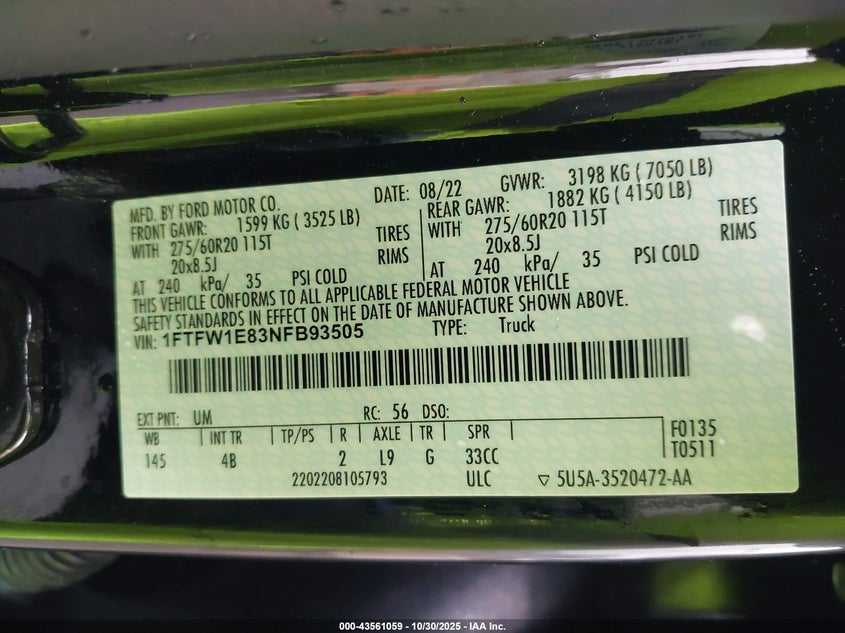 MFD. BY FORD MOTOR CO. DATE: 08/22 GVWR: 3198 KG ( 7050 LB)
FRONT GAWR: 1599 KG ( 3525 LB) REAR GAWR: 1882 KG ( 4150 LB)
WITH 275/60R20 115T TIRES WITH 275/60R20 115T TIRES
20x8.5J RIMS 20x8.5J RIMS
AT 240 kPa/ 35 PSI COLD AT 240 kPa/ 35 PSI COLD
THIS VEHICLE CONFORMS TO ALL APPLICABLE FEDERAL MOTOR VEHICLE
SAFETY STANDARDS IN EFFECT ON THE DATE OF MANUFACTURE SHOWN ABOVE.
VIN: 1FTFW1E83NFB93505 TYPE: Truck
EXT PNT: UM RC: 56 DSO:
WB INT TR TP/PS R AXLE TR SPR F0135
145 4B 2 L9 G 33CC T0511
2202208105793 ULC ▽ 5U5A-3520472-AA
000-43561059 - 10/30/2025 - IAA Inc.